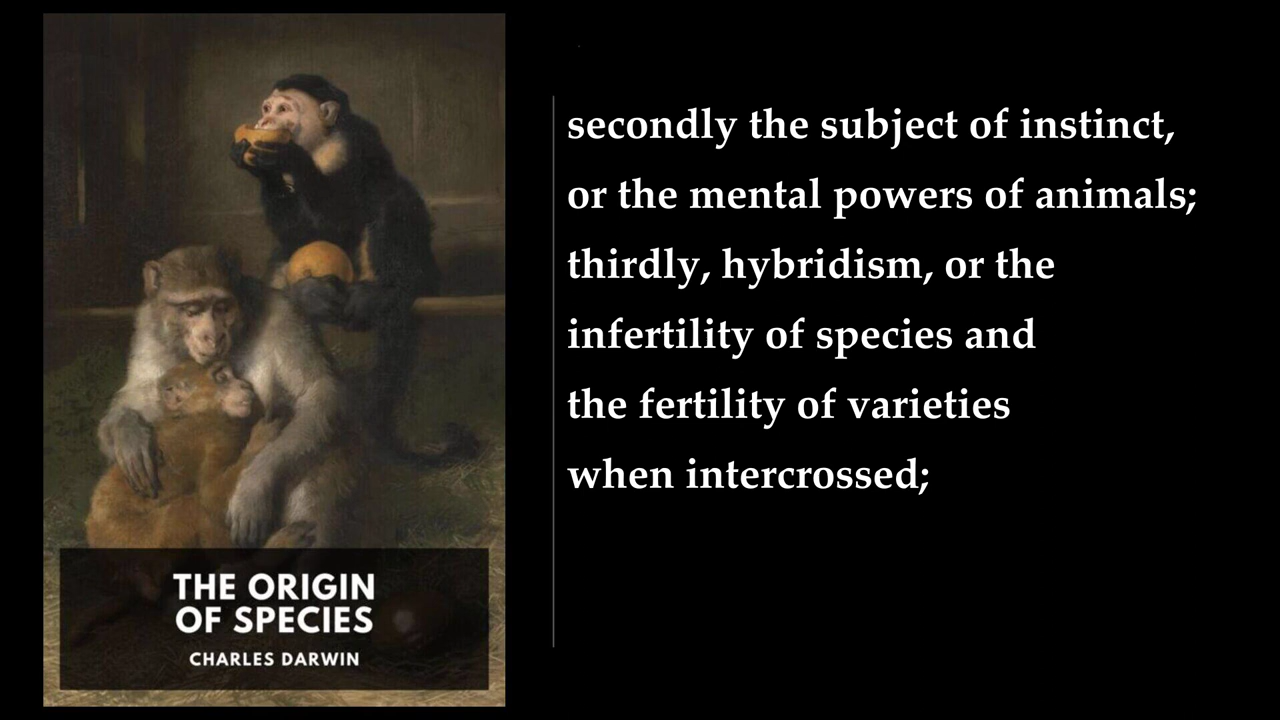 secondly the subject of instinct,
or the mental powers of animals;
thirdly, hybridism, or the
infertility of species and
the fertility of varieties
when intercrossed;
THE ORIGIN
OF SPECIES
CHARLES DARWIN